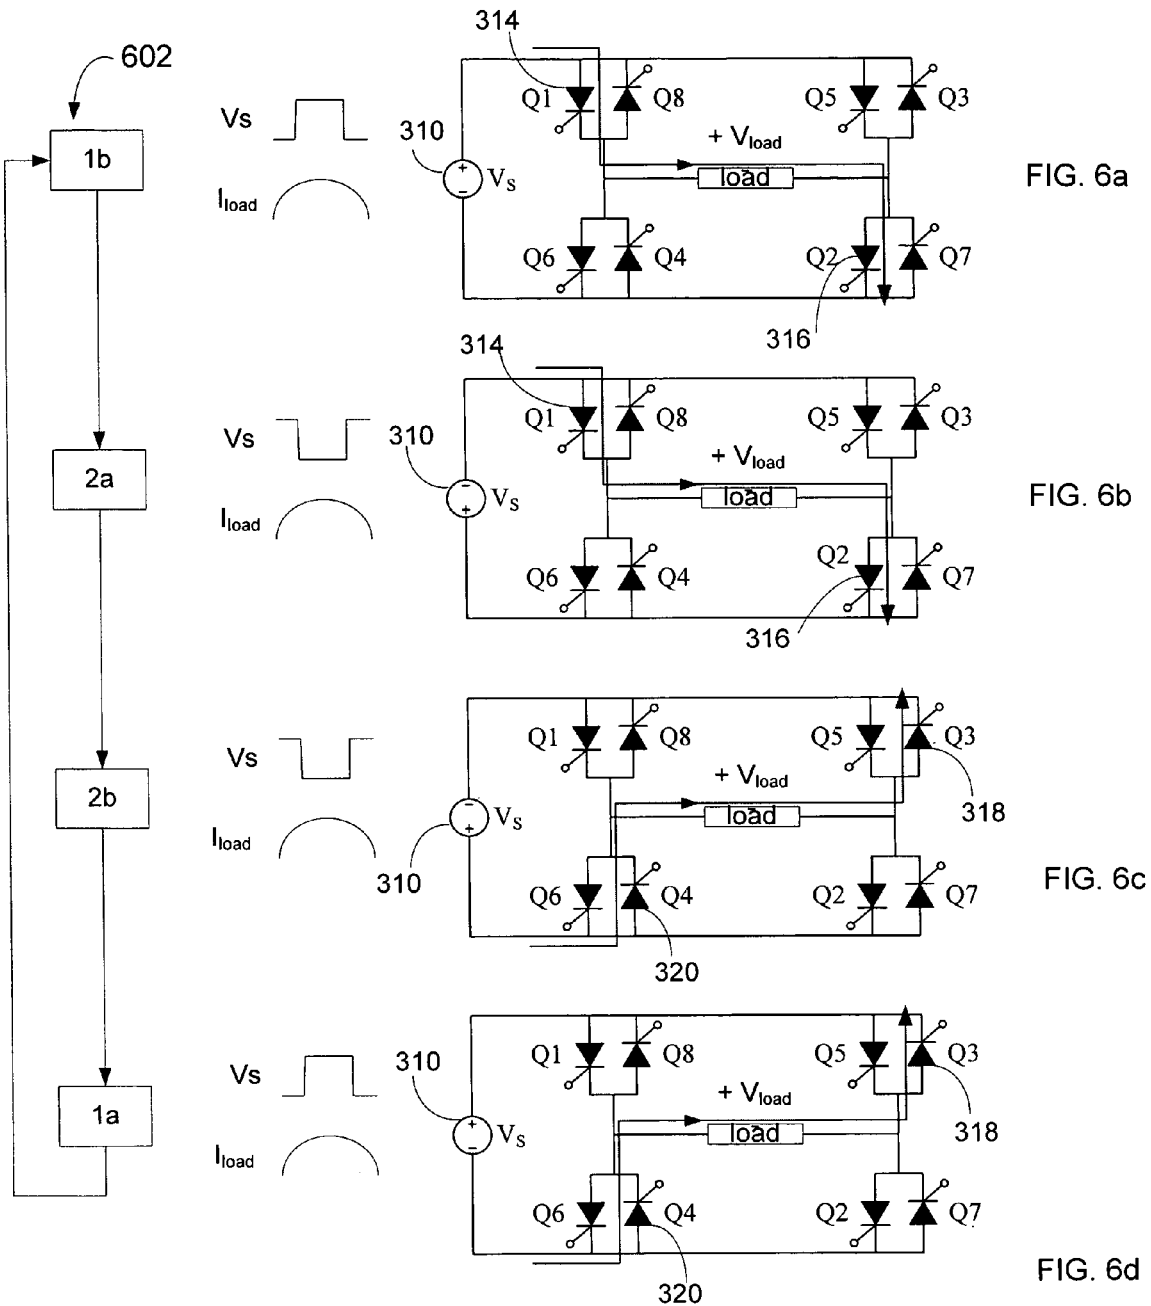 602
1b
2a
2b
1a
314
Vs
Iload
310
Vs
Q1
Q8
Q5
Q3
+ Vload
load
Q6
Q4
Q2
Q7
316
FIG. 6a
314
Vs
Iload
310
Vs
Q1
Q8
Q5
Q3
+ Vload
load
Q6
Q4
Q2
Q7
316
FIG. 6b
Vs
Iload
310
Vs
Q1
Q8
Q5
Q3
+ Vload
load
318
Q6
Q4
Q2
Q7
320
FIG. 6c
Vs
Iload
310
Vs
Q1
Q8
Q5
Q3
+ Vload
load
318
Q6
Q4
Q2
Q7
320
FIG. 6d